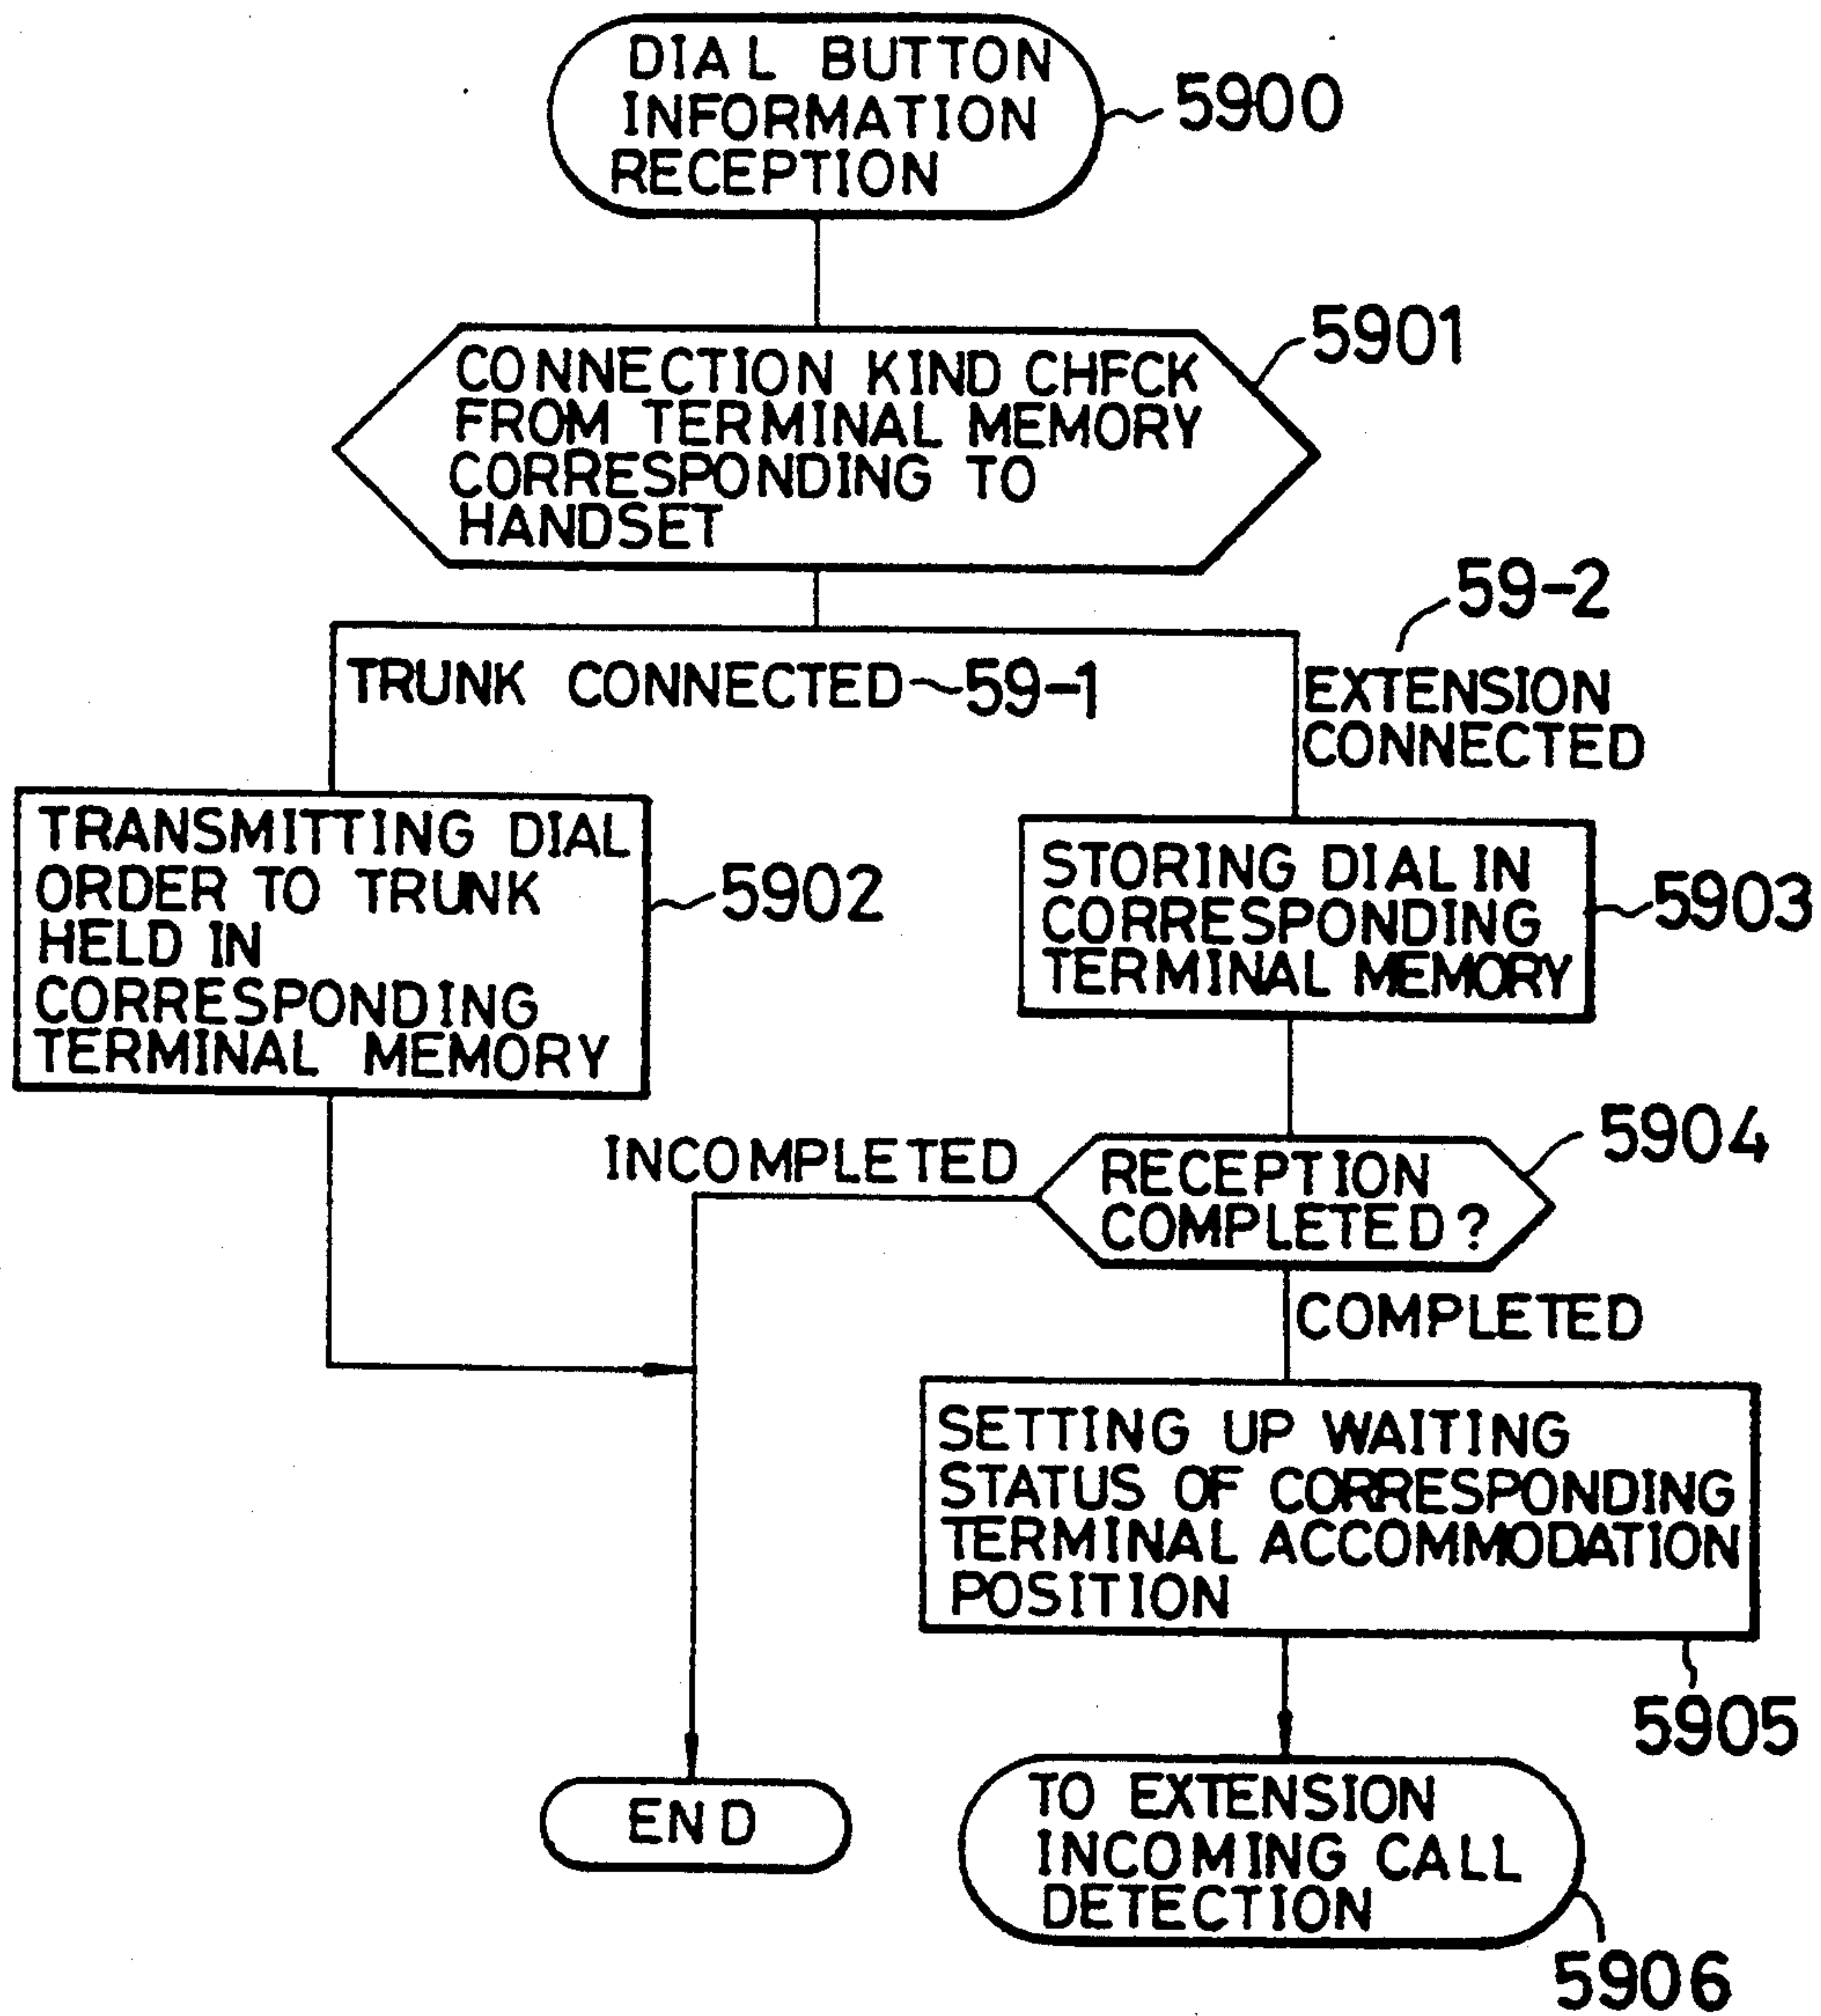 DIAL BUTTON
INFORMATION
RECEPTION
5900
CONNECTION KIND CHFCK
FROM TERMINAL MEMORY
CORRESPONDING TO
HANDSET
5901
TRUNK CONNECTED
59-1
59-2
EXTENSION
CONNECTED
TRANSMITTING DIAL
ORDER TO TRUNK
HELD IN
CORRESPONDING
TERMINAL MEMORY
5902
STORING DIAL IN
CORRESPONDING
TERMINAL MEMORY
5903
INCOMPLETED
RECEPTION
COMPLETED?
5904
COMPLETED
SETTING UP WAITING
STATUS OF CORRESPONDING
TERMINAL ACCOMMODATION
POSITION
5905
END
TO EXTENSION
INCOMING CALL
DETECTION
5906